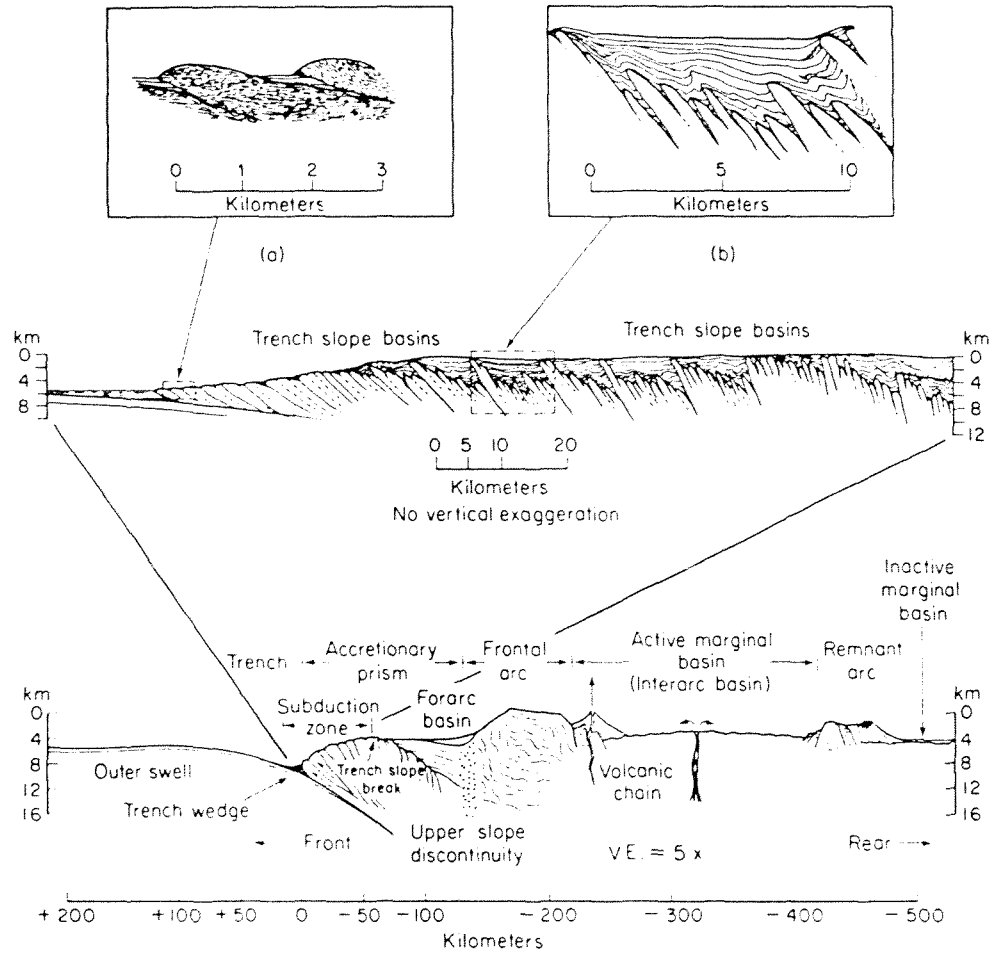 0 1 2 3
Kilometers
(a)
0 5 10
Kilometers
(b)
Trench slope basins
Trench slope basins
km
0
4
8
km
0
4
8
12
0 5 10 20
Kilometers
No vertical exaggeration
Inactive
marginal
basin
Trench
Accretionary
prism
Frontal
arc
Active marginal
basin
(Interarc basin)
Remnant
arc
Subduction
zone
Forarc
basin
km
0
4
8
12
16
km
0
4
8
12
16
Outer swell
Trench slope
break
Volcanic
chain
Trench wedge
Front
Upper slope
discontinuity
V.E. = 5 x
Rear
+ 200 + 100 + 50 0 - 50 - 100 - 200 - 300 - 400 - 500
Kilometers